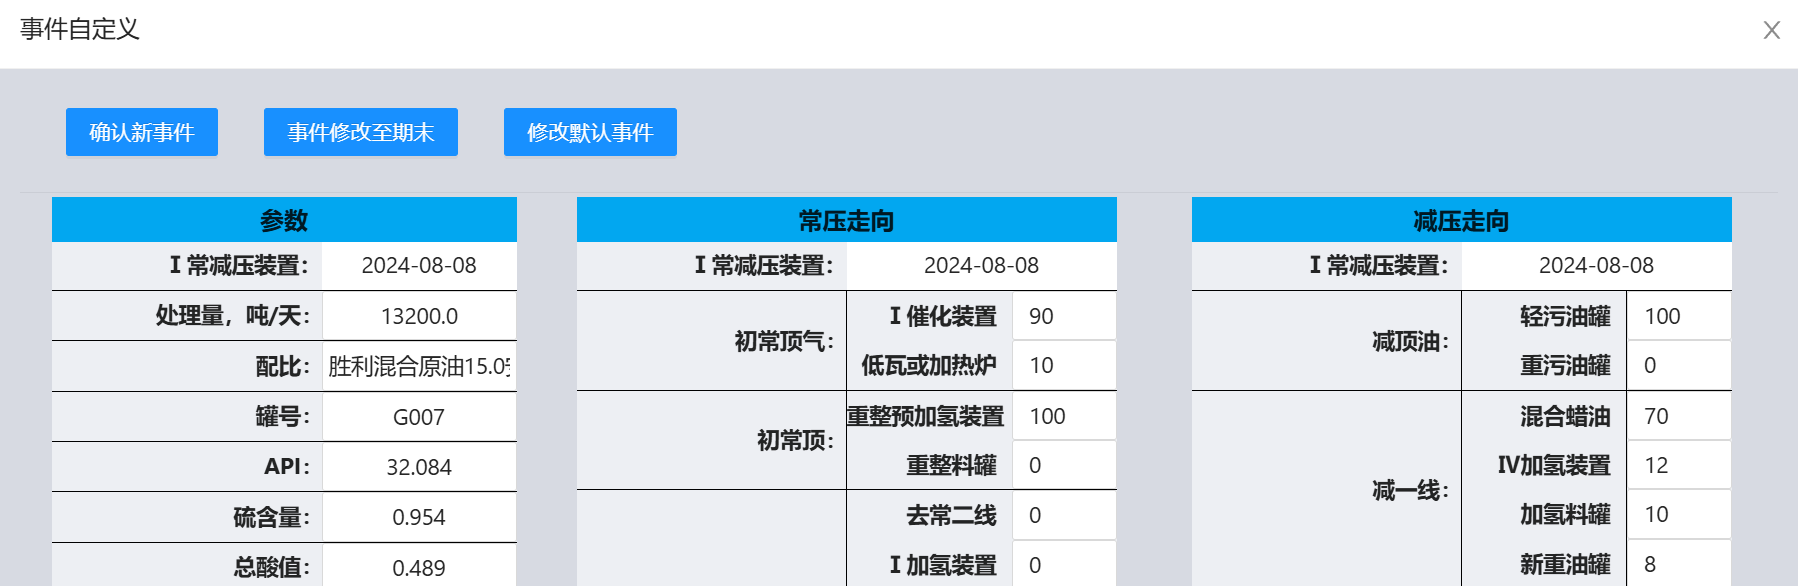 事件自定义
确认新事件
事件修改至期末
修改默认事件
参数
I 常减压装置： 2024-08-08
处理量，吨/天： 13200.0
配比： 胜利混合原油15.0
罐号： G007
API： 32.084
硫含量： 0.954
总酸值： 0.489
常压走向
I 常减压装置： 2024-08-08
初常顶气：
I 催化装置 90
低瓦或加热炉 10
初常顶：
重整预加氢装置 100
重整料罐 0
去常二线 0
I 加氢装置 0
减压走向
I 常减压装置： 2024-08-08
减顶油：
轻污油罐 100
重污油罐 0
减一线：
混合蜡油 70
IV加氢装置 12
加氢料罐 10
新重油罐 8